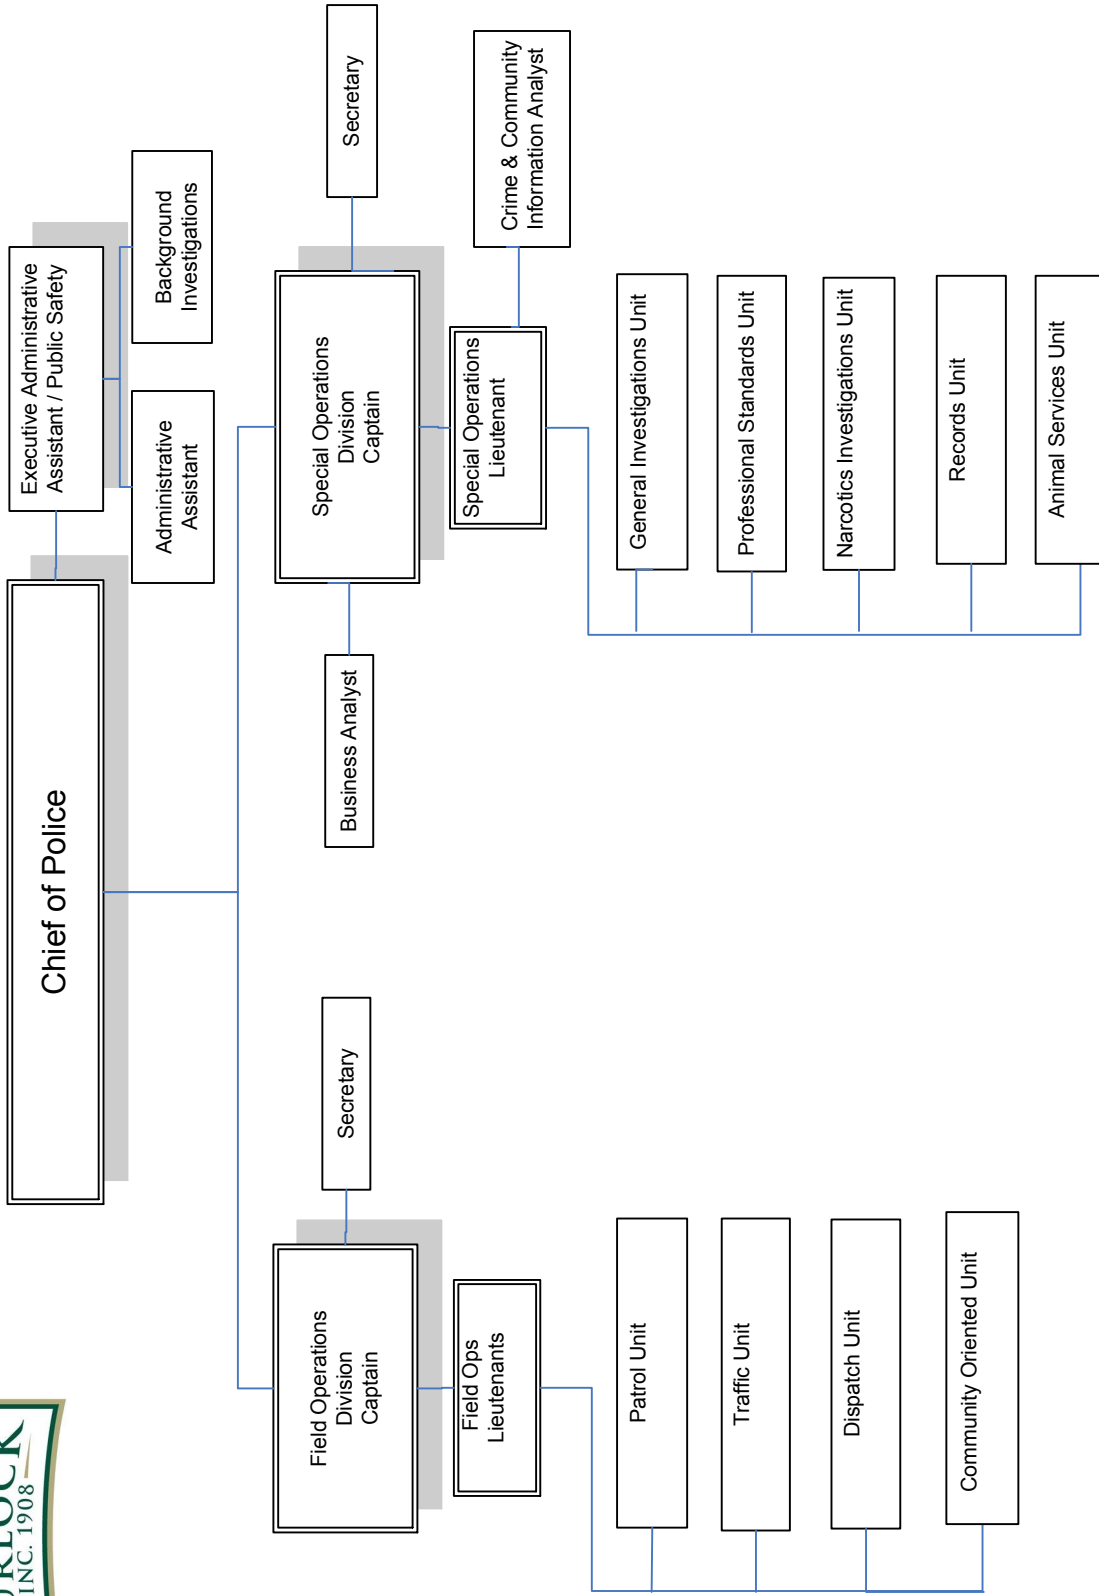 URLOCK
INC. 1908
Chief of Police
Executive Administrative
Assistant / Public Safety
Administrative
Assistant
Background
Investigations
Field Operations
Division
Captain
Secretary
Business Analyst
Special Operations
Division
Captain
Secretary
Field Ops
Lieutenants
Special Operations
Lieutenant
Crime & Community
Information Analyst
Patrol Unit
Traffic Unit
Dispatch Unit
Community Oriented Unit
General Investigations Unit
Professional Standards Unit
Narcotics Investigations Unit
Records Unit
Animal Services Unit